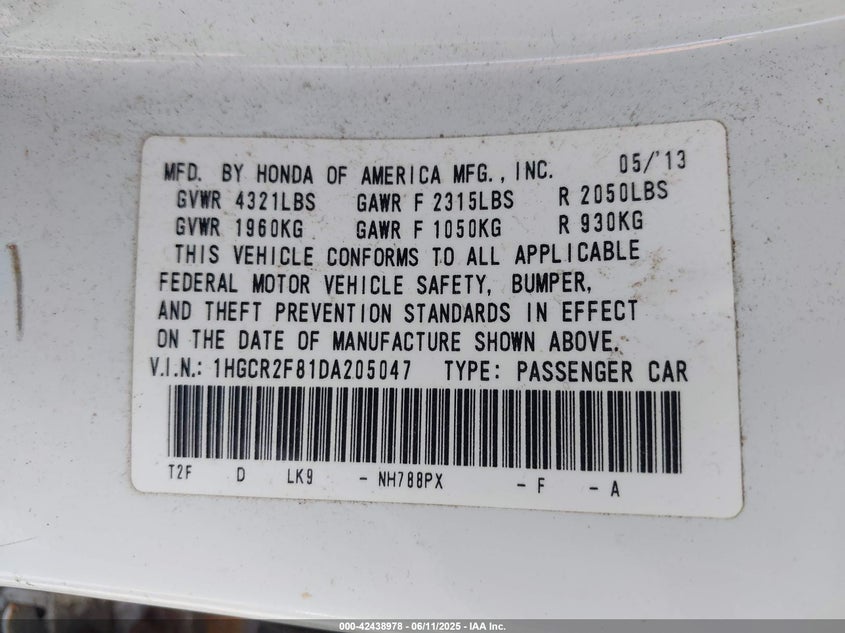 MFD. BY HONDA OF AMERICA MFG., INC. 05/'13
GVWR 4321LBS GAWR F 2315LBS R 2050LBS
GVWR 1960KG GAWR F 1050KG R 930KG
THIS VEHICLE CONFORMS TO ALL APPLICABLE
FEDERAL MOTOR VEHICLE SAFETY, BUMPER,
AND THEFT PREVENTION STANDARDS IN EFFECT
ON THE DATE OF MANUFACTURE SHOWN ABOVE.
V.I.N.: 1HGCR2F81DA205047 TYPE: PASSENGER CAR
T2F D LK9 - NH788PX - F - A
000-42438978 - 06/11/2025 - IAA Inc.